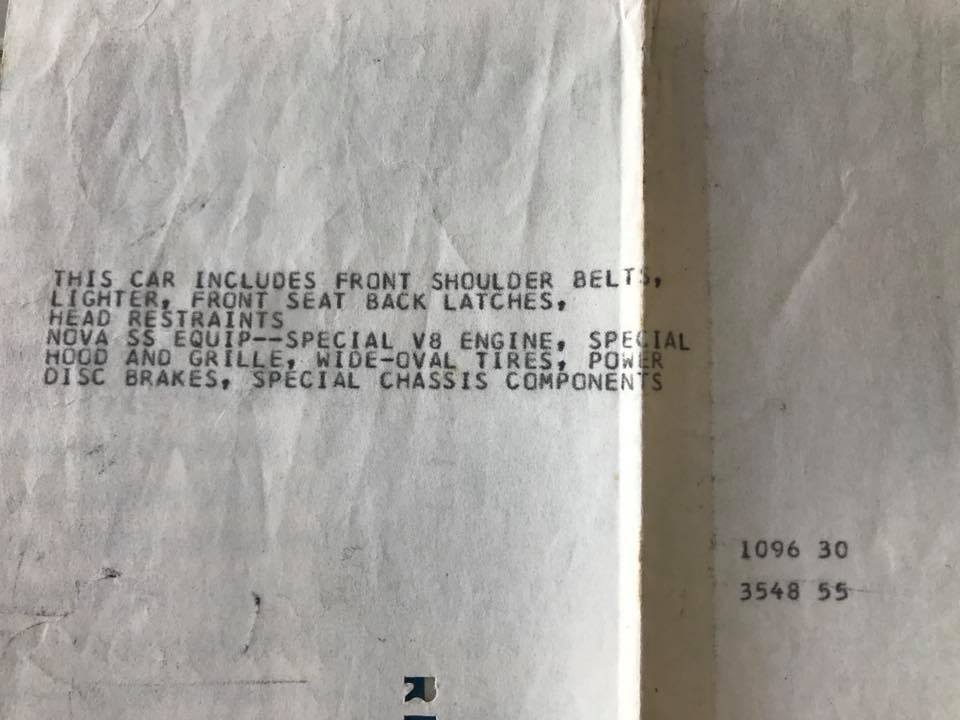 THIS CAR INCLUDES FRONT SHOULDER BELTS,
LIGHTER, FRONT SEAT BACK LATCHES,
HEAD RESTRAINTS
NOVA SS EQUIP--SPECIAL V8 ENGINE, SPECIAL
HOOD AND GRILLE, WIDE-OVAL TIRES, POWER
DISC BRAKES, SPECIAL CHASSIS COMPONENTS
1096 30
3548 55